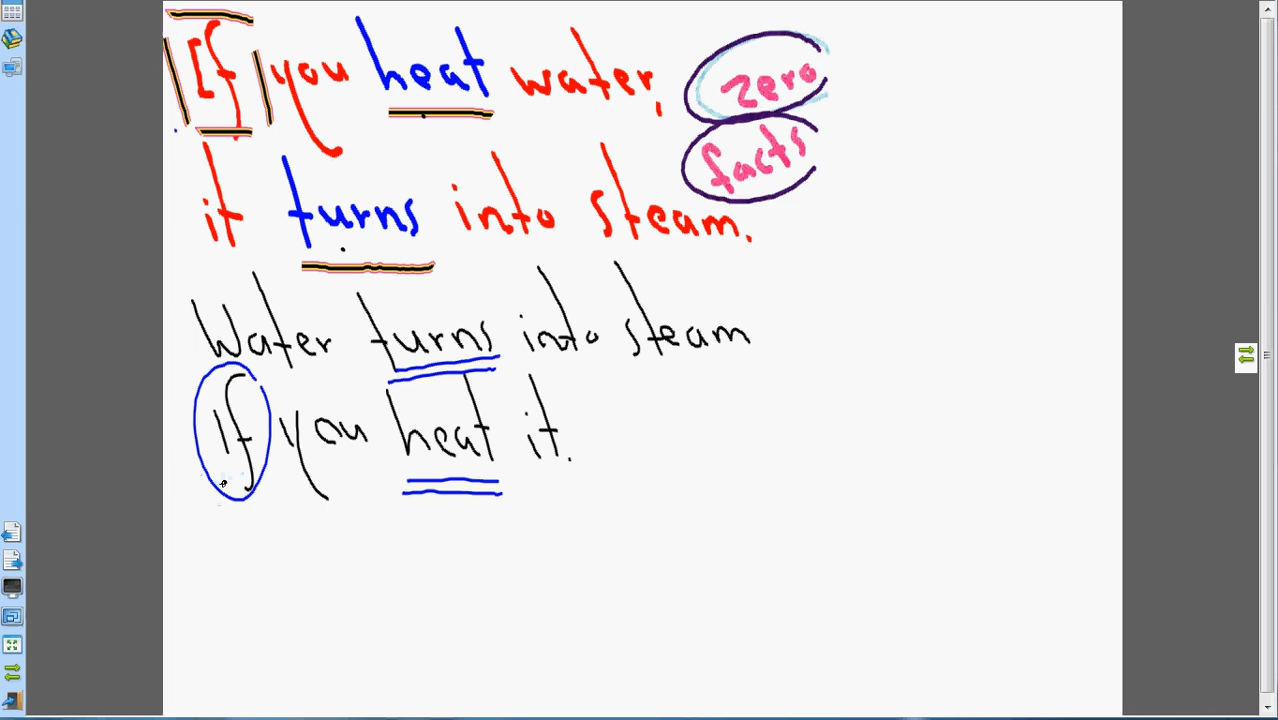 If you heat water,
zero
facts
it turns into steam.
Water turns into steam
If you heat it.